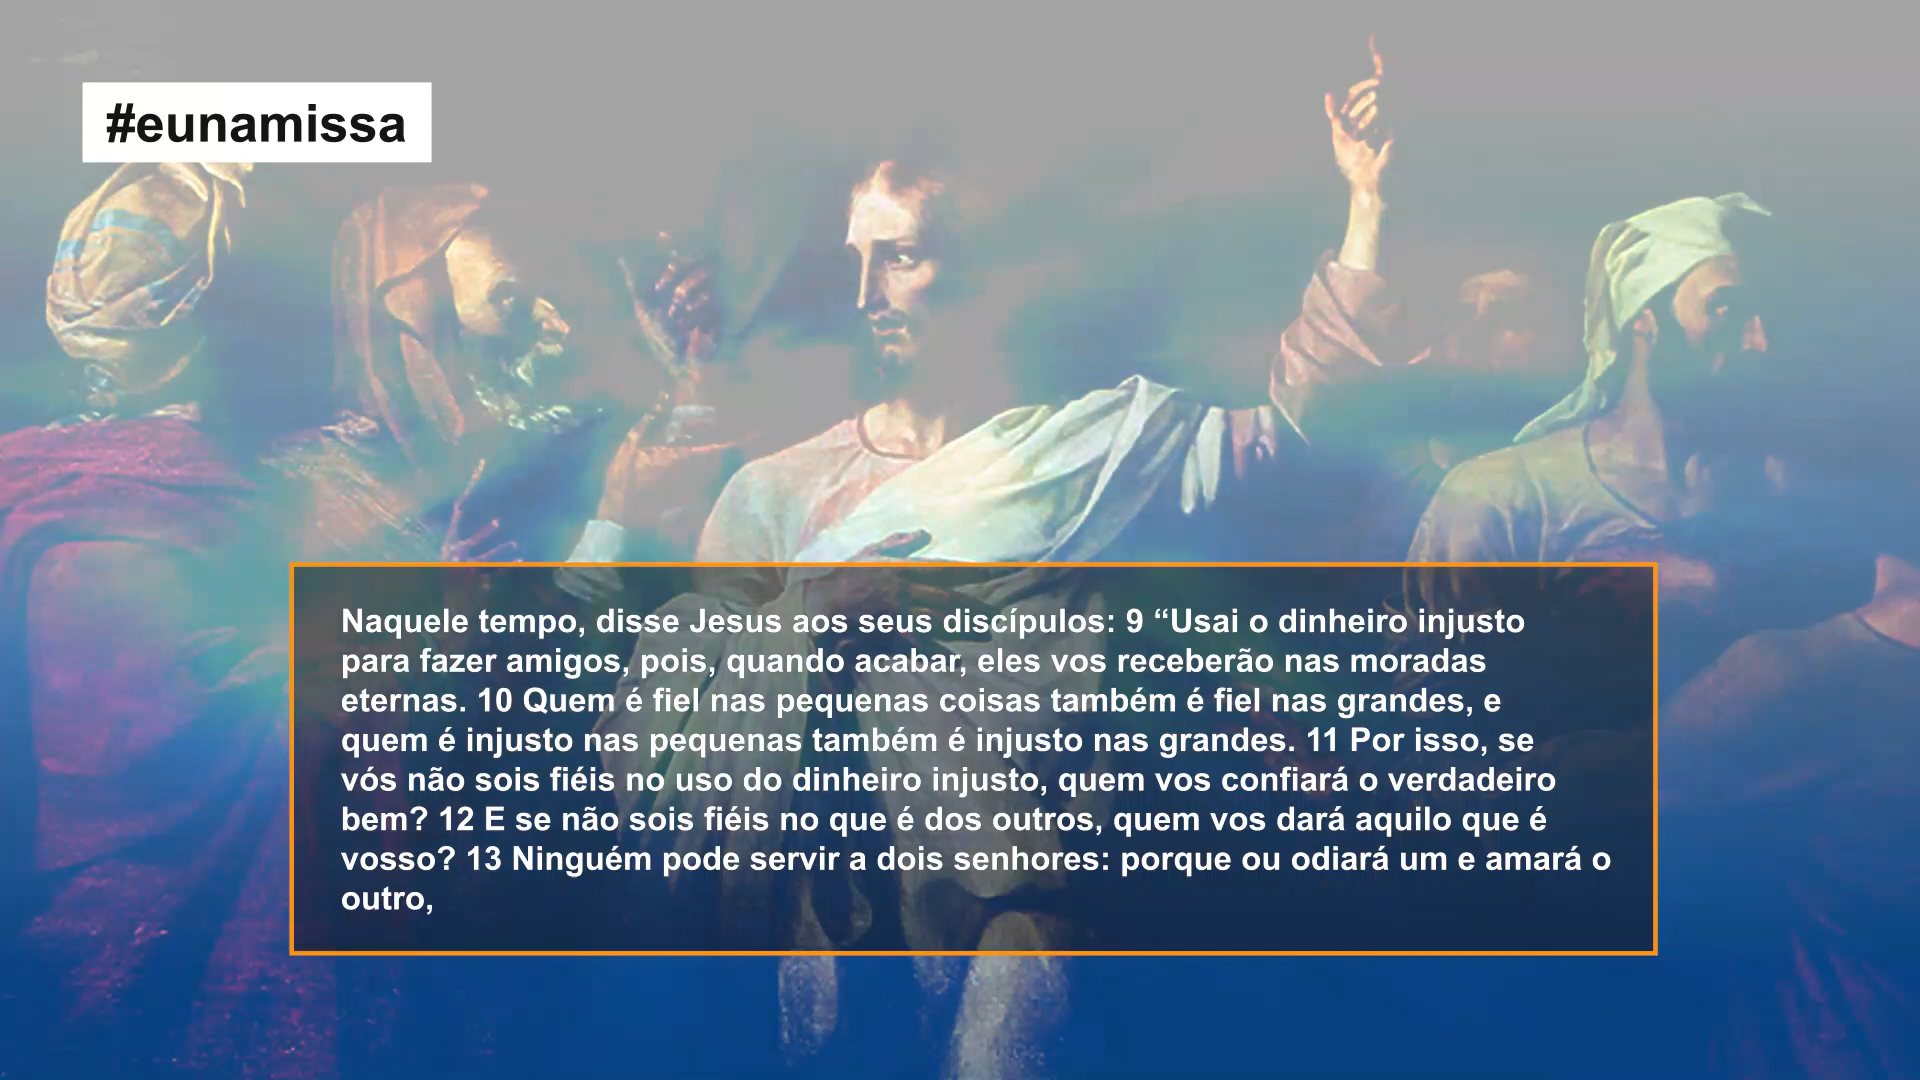 #eunamissa
Naquele tempo, disse Jesus aos seus discípulos: 9 “Usai o dinheiro injusto
para fazer amigos, pois, quando acabar, eles vos receberão nas moradas
eternas. 10 Quem é fiel nas pequenas coisas também é fiel nas grandes, e
quem é injusto nas pequenas também é injusto nas grandes. 11 Por isso, se
vós não sois fiéis no uso do dinheiro injusto, quem vos confiará o verdadeiro
bem? 12 E se não sois fiéis no que é dos outros, quem vos dará aquilo que é
vosso? 13 Ninguém pode servir a dois senhores: porque ou odiará um e amará o
outro,